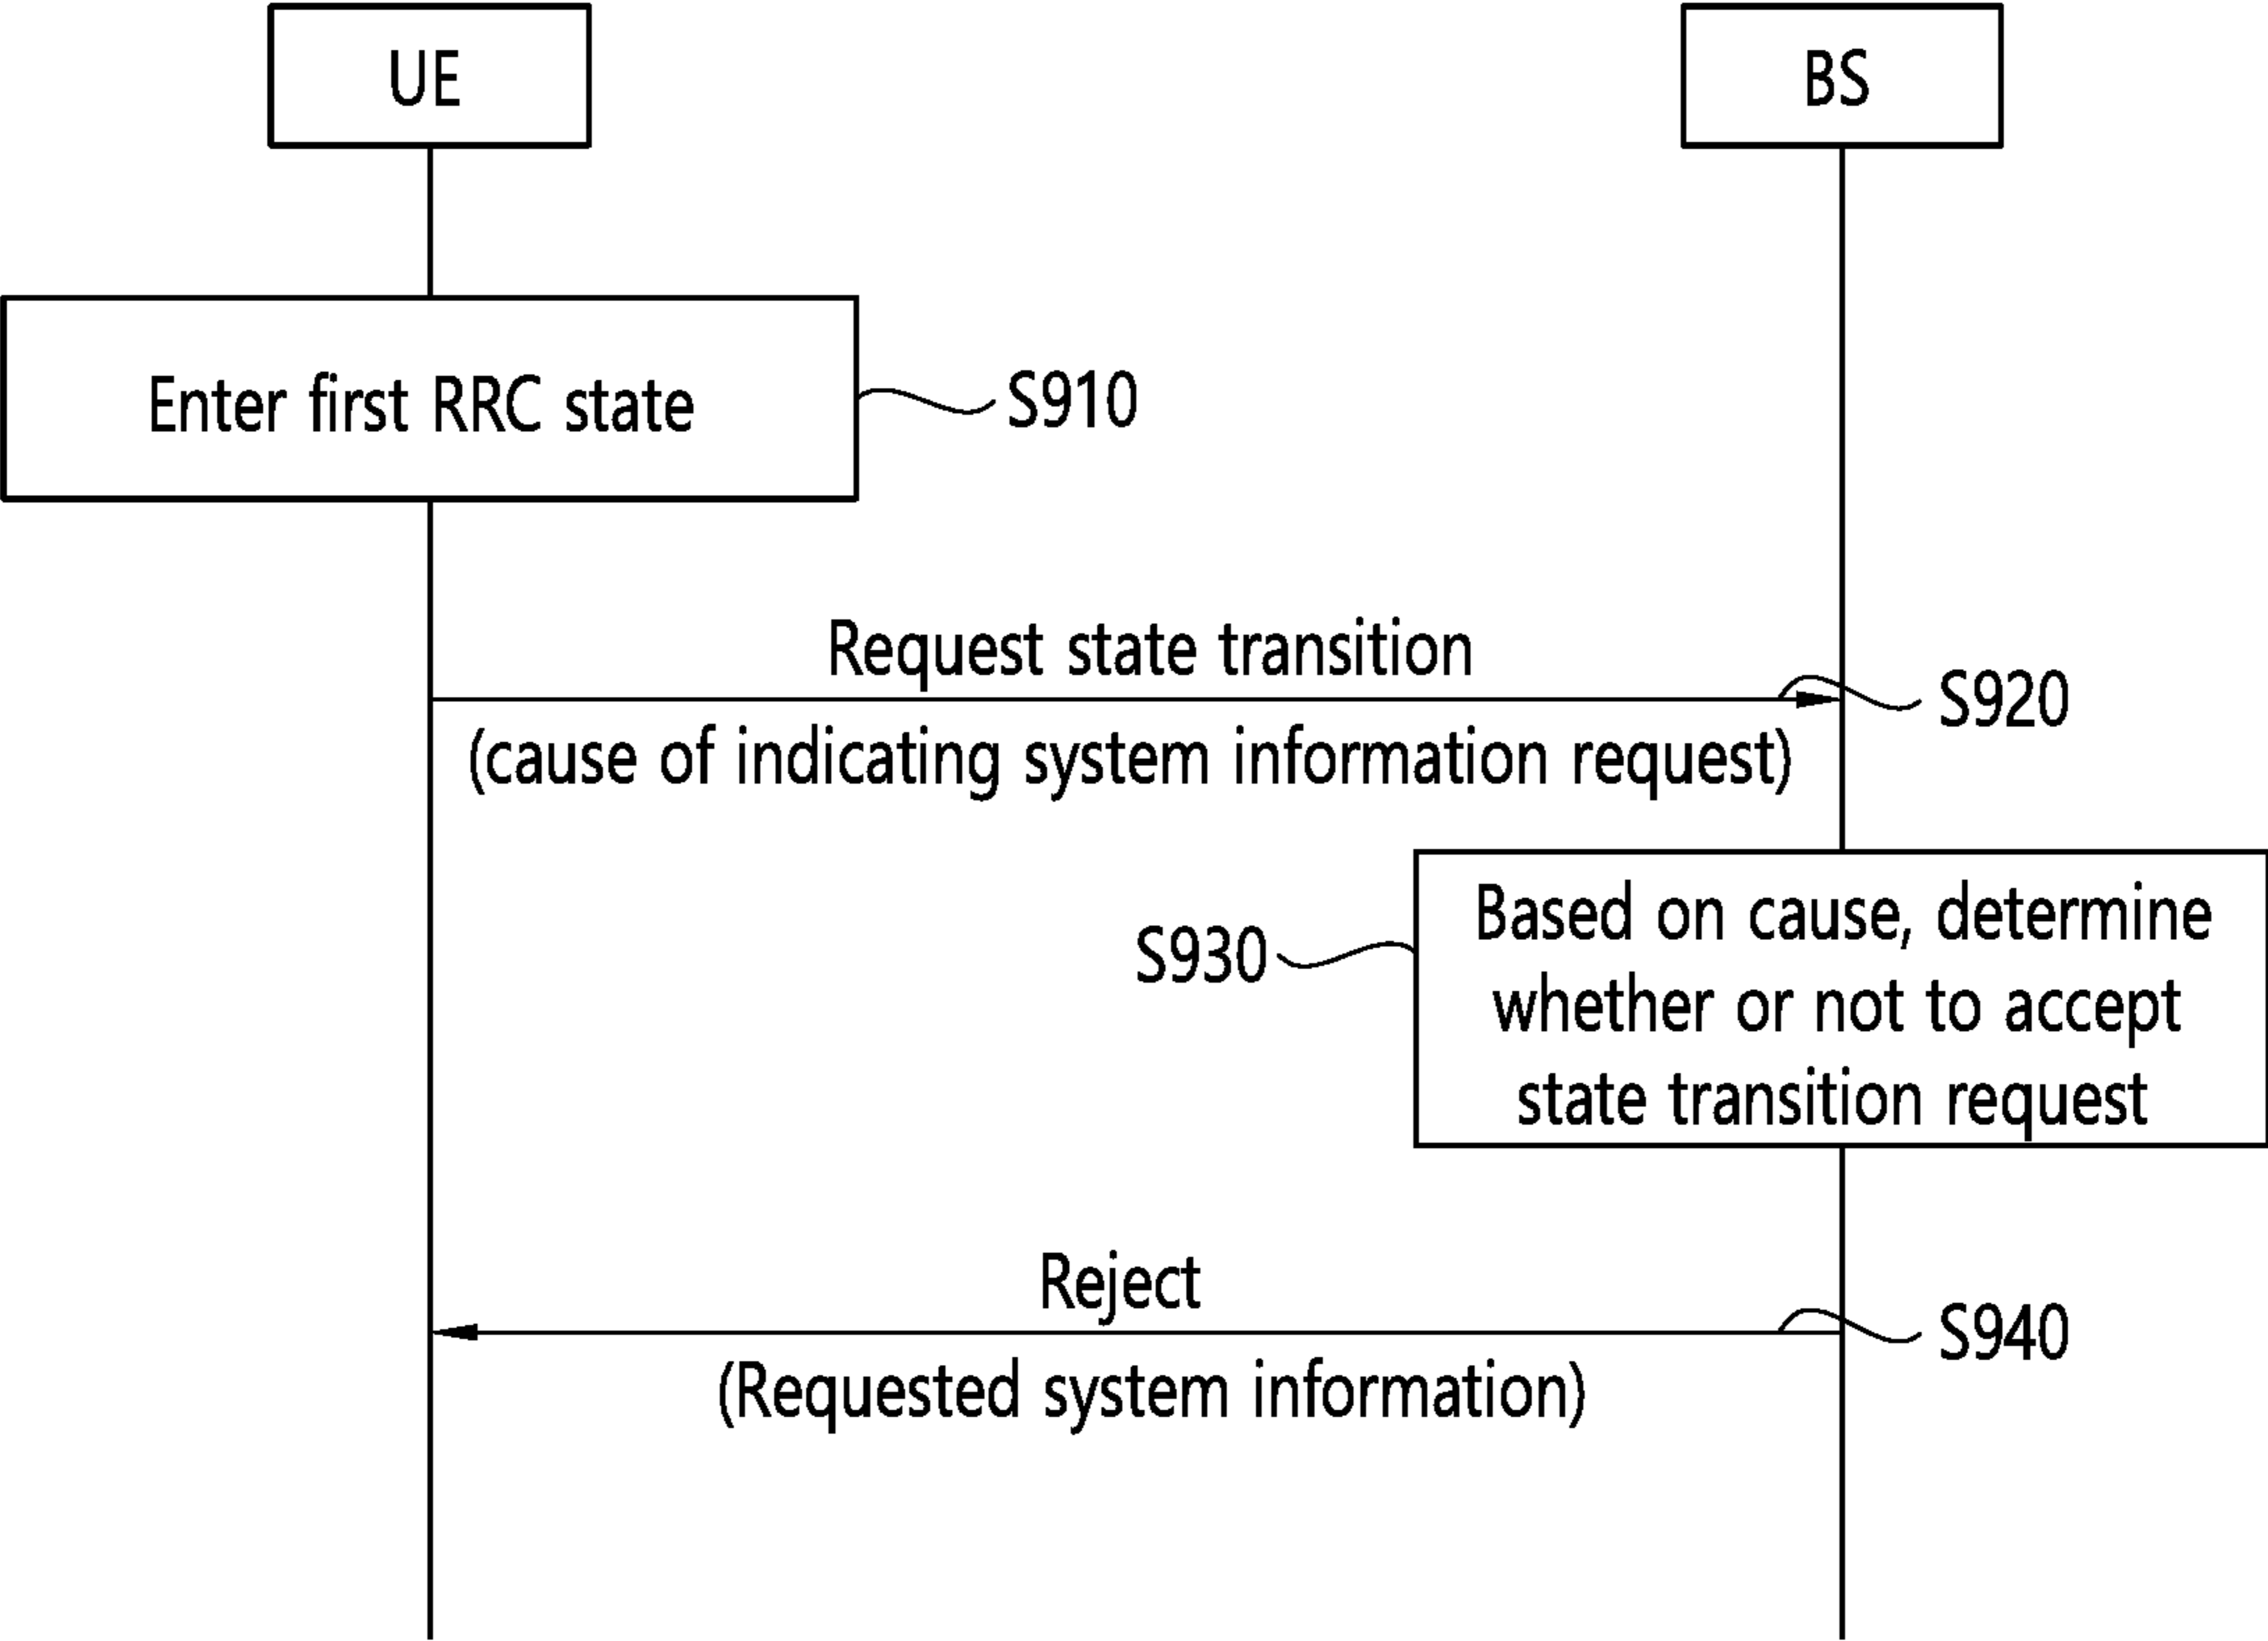 UE
BS
Enter first RRC state
S910
Request state transition
S920
(cause of indicating system information request)
S930
Based on cause, determine
whether or not to accept
state transition request
Reject
S940
(Requested system information)